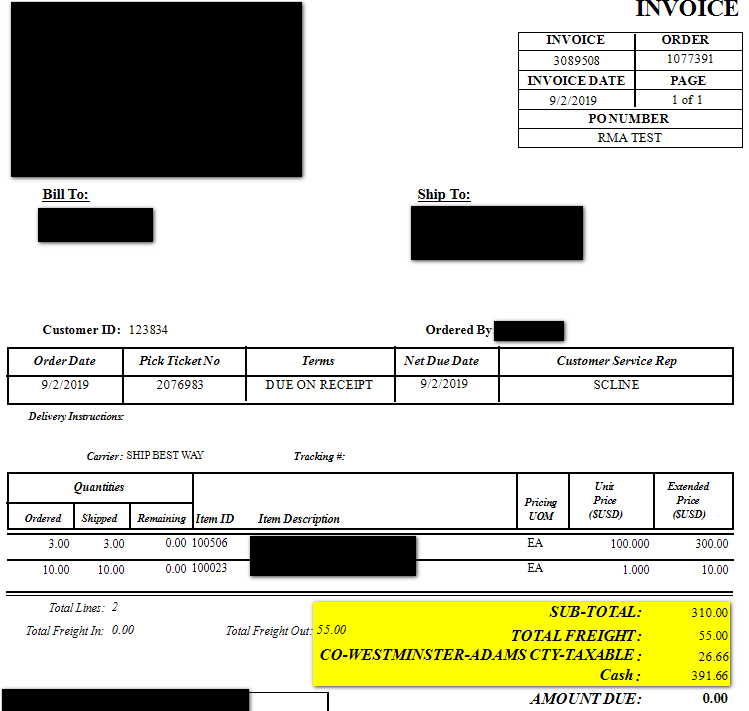 INVOICE
INVOICE ORDER
3089508 1077391
INVOICE DATE PAGE
9/2/2019 1 of 1
PO NUMBER
RMA TEST
Bill To: Ship To:
Customer ID: 123834 Ordered By
Order Date Pick Ticket No Terms Net Due Date Customer Service Rep
9/2/2019 2076983 DUE ON RECEIPT 9/2/2019 SCLINE
Delivery Instructions:
Carrier: SHIP BEST WAY Tracking #:
Quantities
Ordered Shipped Remaining Item ID Item Description Pricing UOM Unit Price ($USD) Extended Price ($USD)
3.00 3.00 0.00 100506 EA 100.000 300.00
10.00 10.00 0.00 100023 EA 1.000 10.00
Total Lines: 2 SUB-TOTAL: 310.00
Total Freight In: 0.00 Total Freight Out: 55.00 TOTAL FREIGHT: 55.00
CO-WESTMINSTER-ADAMS CTY-TAXABLE : 26.66
Cash : 391.66
AMOUNT DUE: 0.00